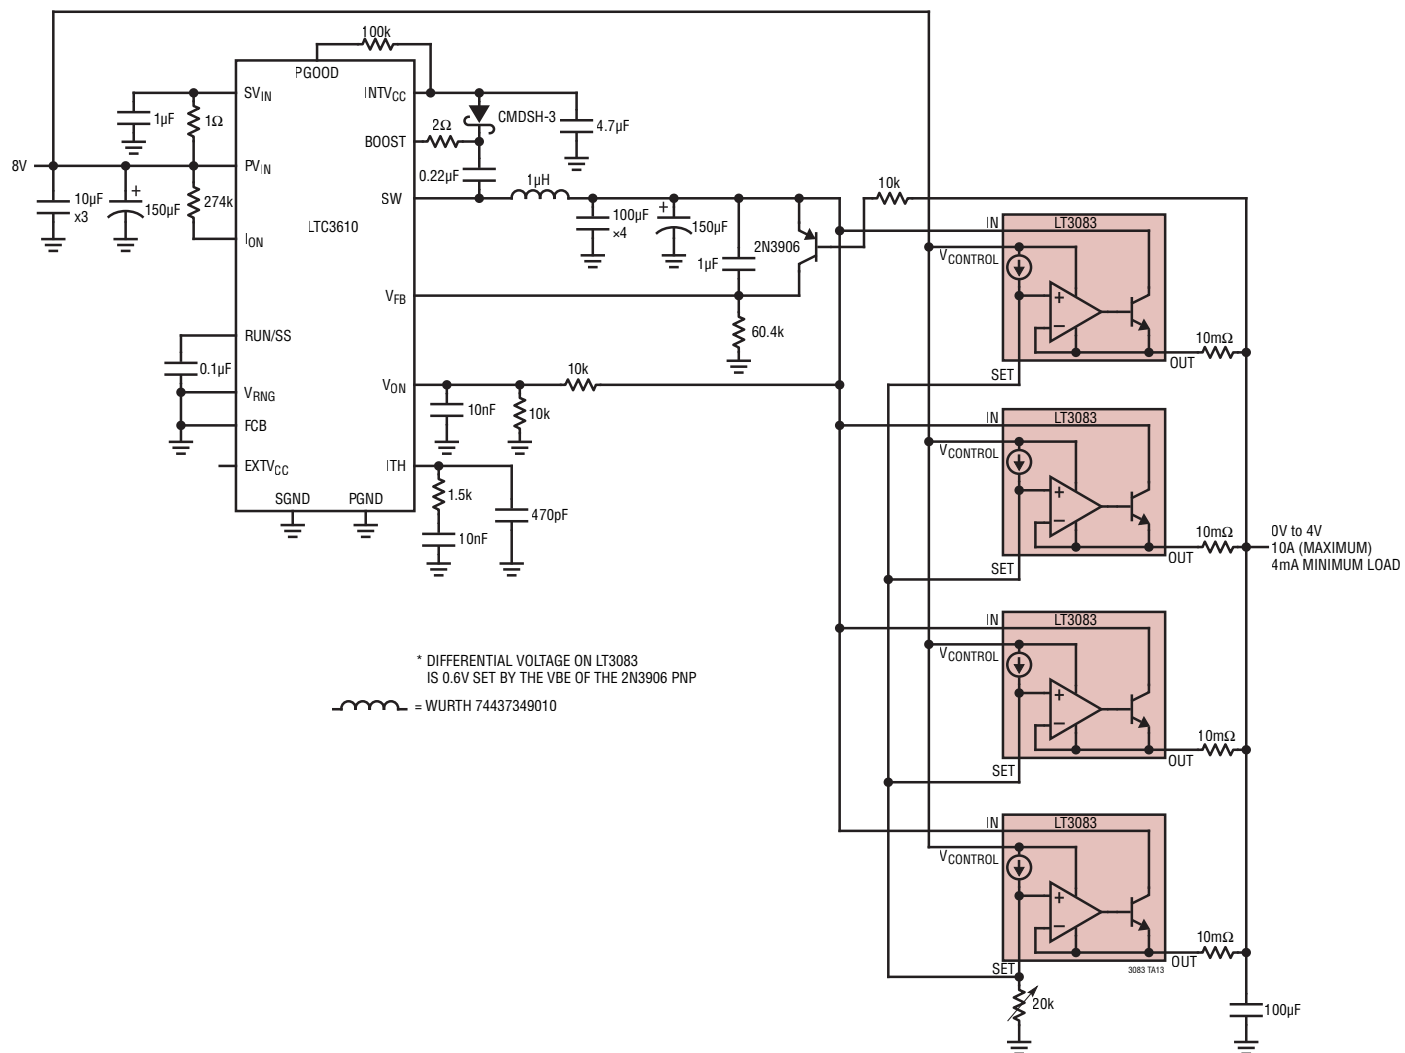 100k
PGOOD
SVIN
INTVCC
1µF
1Ω
2Ω
CMDSH-3
4.7µF
BOOST
8V
PVIN
0.22µF
1µH
10k
10µF
x3
+
150µF
274k
SW
LTC3610
100µF
×4
+
150µF
2N3906
1µF
ION
VFB
60.4k
RUN/SS
0.1µF
VRNG
FCB
VON
10nF
10k
10k
EXTVCC
ITH
1.5k
470pF
10nF
SGND
PGND
IN
LT3083
VCONTROL
+
–
10mΩ
OUT
SET
IN
LT3083
VCONTROL
+
–
10mΩ
OUT
SET
0V to 4V
10A (MAXIMUM)
4mA MINIMUM LOAD
IN
LT3083
VCONTROL
+
–
10mΩ
OUT
SET
* DIFFERENTIAL VOLTAGE ON LT3083
IS 0.6V SET BY THE VBE OF THE 2N3906 PNP
= WURTH 74437349010
IN
LT3083
VCONTROL
+
–
10mΩ
OUT
SET
3083 TA13
20k
100µF